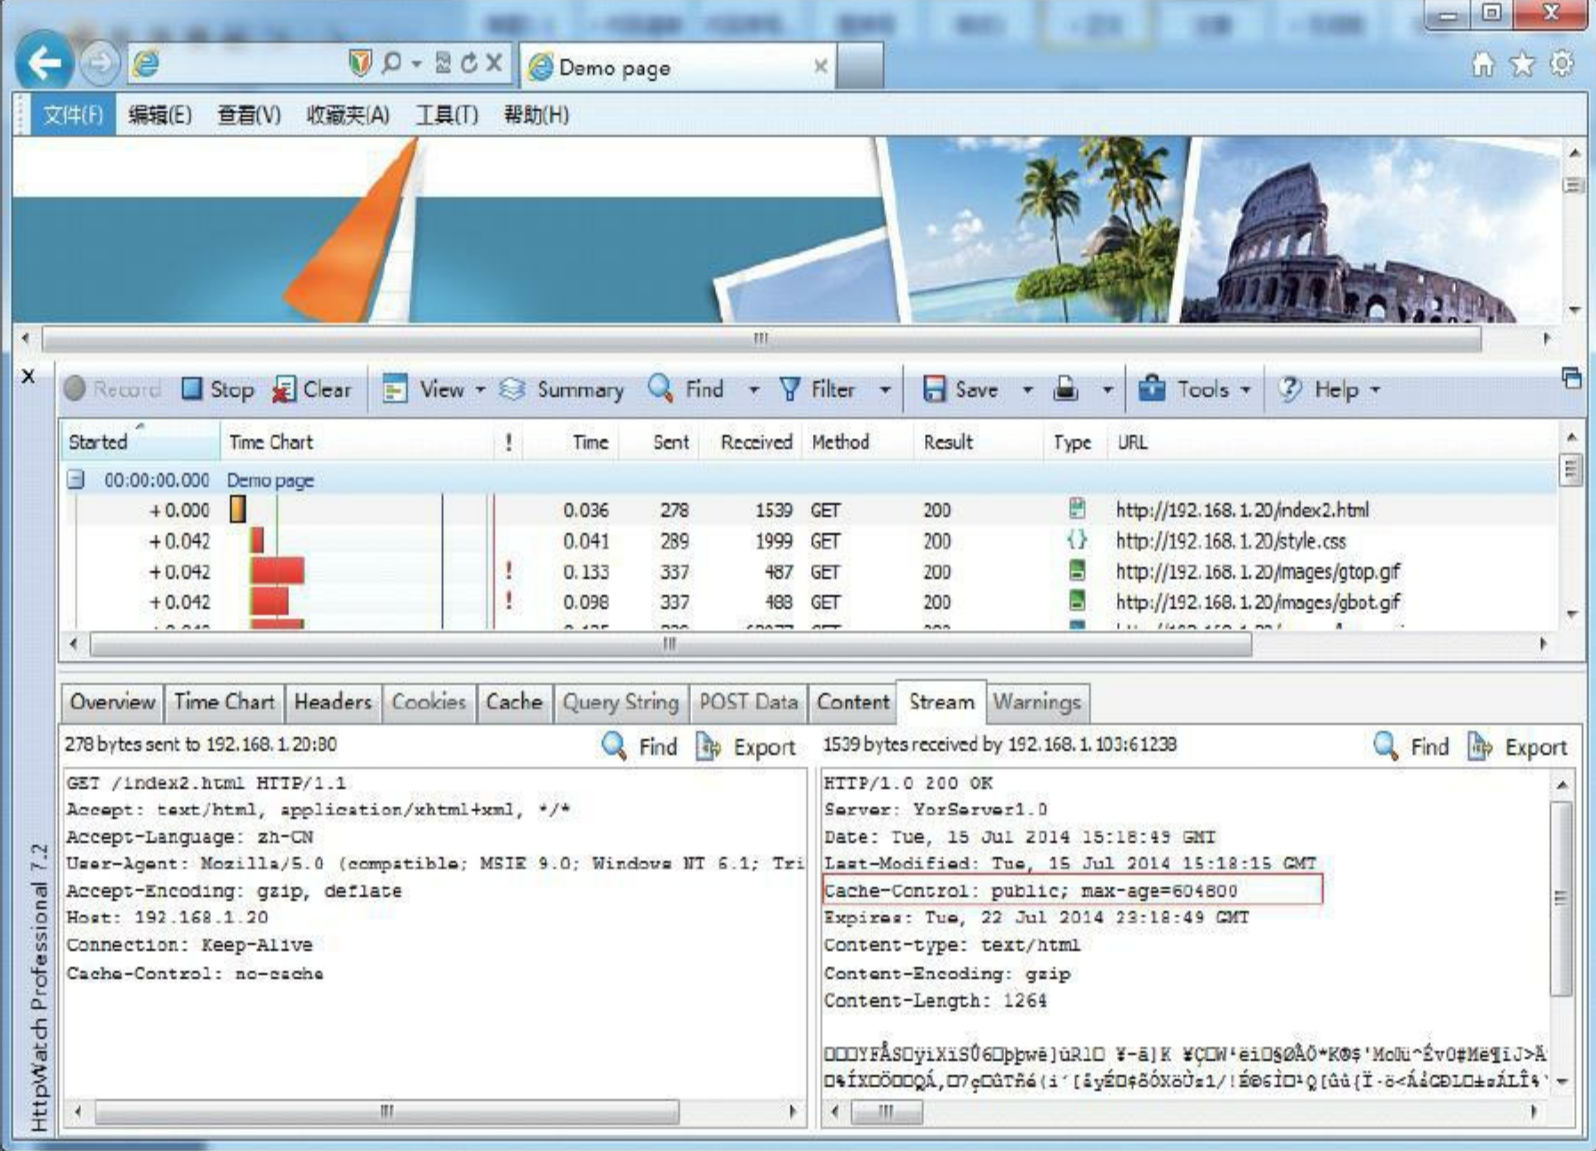 Demo page
文件(F) 编辑(E) 查看(V) 收藏夹(A) 工具(T) 帮助(H)
X Record Stop Clear View Summary Find Filter Save Tools Help
Started Time Chart ! Time Sent Received Method Result Type URL
00:00:00.000 Demo page
+0.000 0.036 278 1539 GET 200 http://192.168.1.20/index2.html
+0.042 0.041 289 1999 GET 200 http://192.168.1.20/style.css
+0.042 ! 0.133 337 487 GET 200 http://192.168.1.20/images/gtop.gif
+0.042 ! 0.098 337 488 GET 200 http://192.168.1.20/images/gbot.gif
Overview Time Chart Headers Cookies Cache Query String POST Data Content Stream Warnings
278 bytes sent to 192.168.1.20:80 Find Export
GET /index2.html HTTP/1.1
Accept: text/html, application/xhtml+xml, */*
Accept-Language: zh-CN
User-Agent: Mozilla/5.0 (compatible; MSIE 9.0; Windows NT 6.1; Tri
Accept-Encoding: gzip, deflate
Host: 192.168.1.20
Connection: Keep-Alive
Cache-Control: no-cache
1539 bytes received by 192.168.1.103:61238 Find Export
HTTP/1.0 200 OK
Server: YorServer1.0
Date: Tue, 15 Jul 2014 15:18:49 GMT
Last-Modified: Tue, 15 Jul 2014 15:18:15 GMT
Cache-Control: public; max-age=604800
Expires: Tue, 22 Jul 2014 23:18:49 GMT
Content-type: text/html
Content-Encoding: gzip
Content-Length: 1264
HttpWatch Professional 7.2